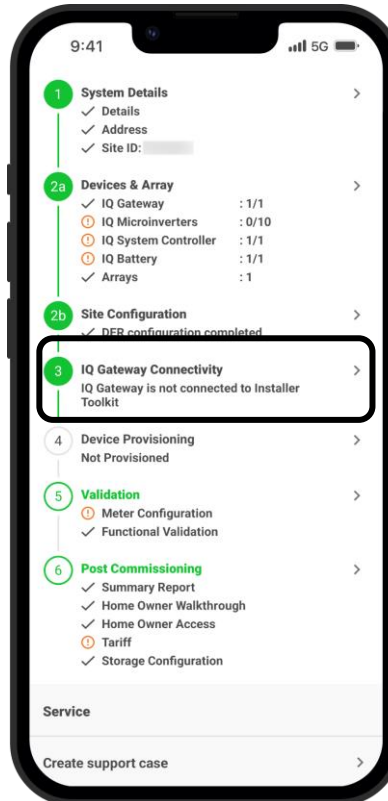 9:41
5G
1 System Details
✓ Details
✓ Address
✓ Site ID:
2a Devices & Array
✓ IQ Gateway : 1/1
! IQ Microinverters : 0/10
! IQ System Controller : 1/1
! IQ Battery : 1/1
✓ Arrays : 1
2b Site Configuration
✓ DER configuration completed
3 IQ Gateway Connectivity
IQ Gateway is not connected to Installer
Toolkit
4 Device Provisioning
Not Provisioned
5 Validation
! Meter Configuration
✓ Functional Validation
6 Post Commissioning
✓ Summary Report
✓ Home Owner Walkthrough
✓ Home Owner Access
! Tariff
✓ Storage Configuration
Service
Create support case